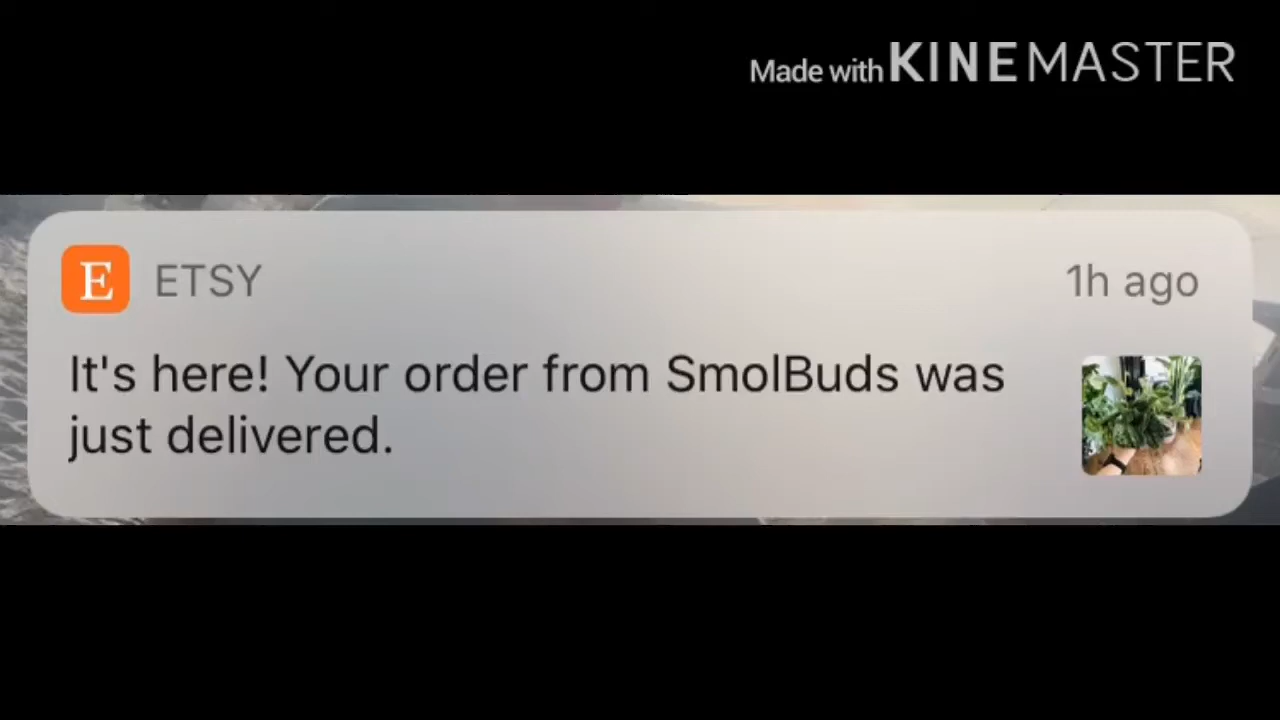 Made with KINEMASTER
E ETSY 1h ago
It's here! Your order from SmolBuds was
just delivered.